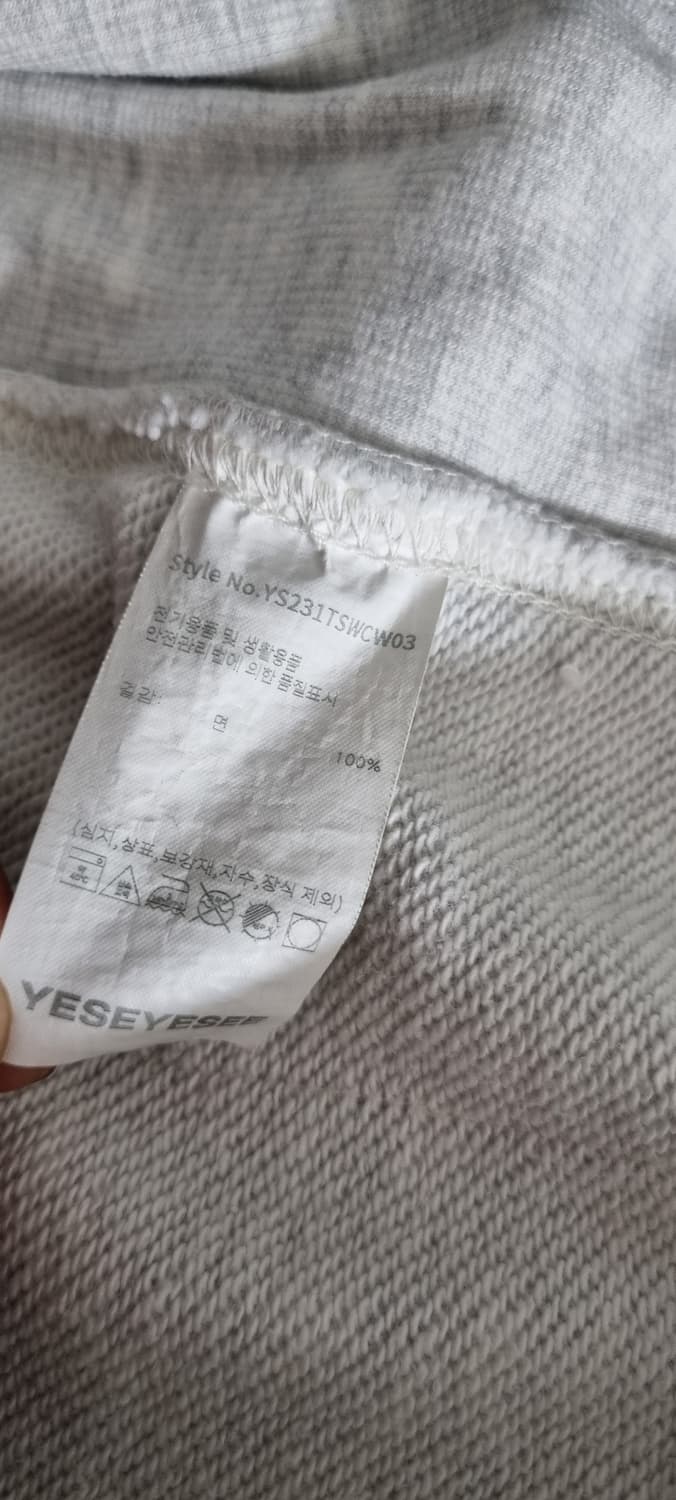 Style No.YS231TSWCW03
전기용품 및 생활용품
안전관리법에 의한 품질표시
겉감:
면
100%
(심지,상표,보강재,자수,장식 제외)
YESEYESEE